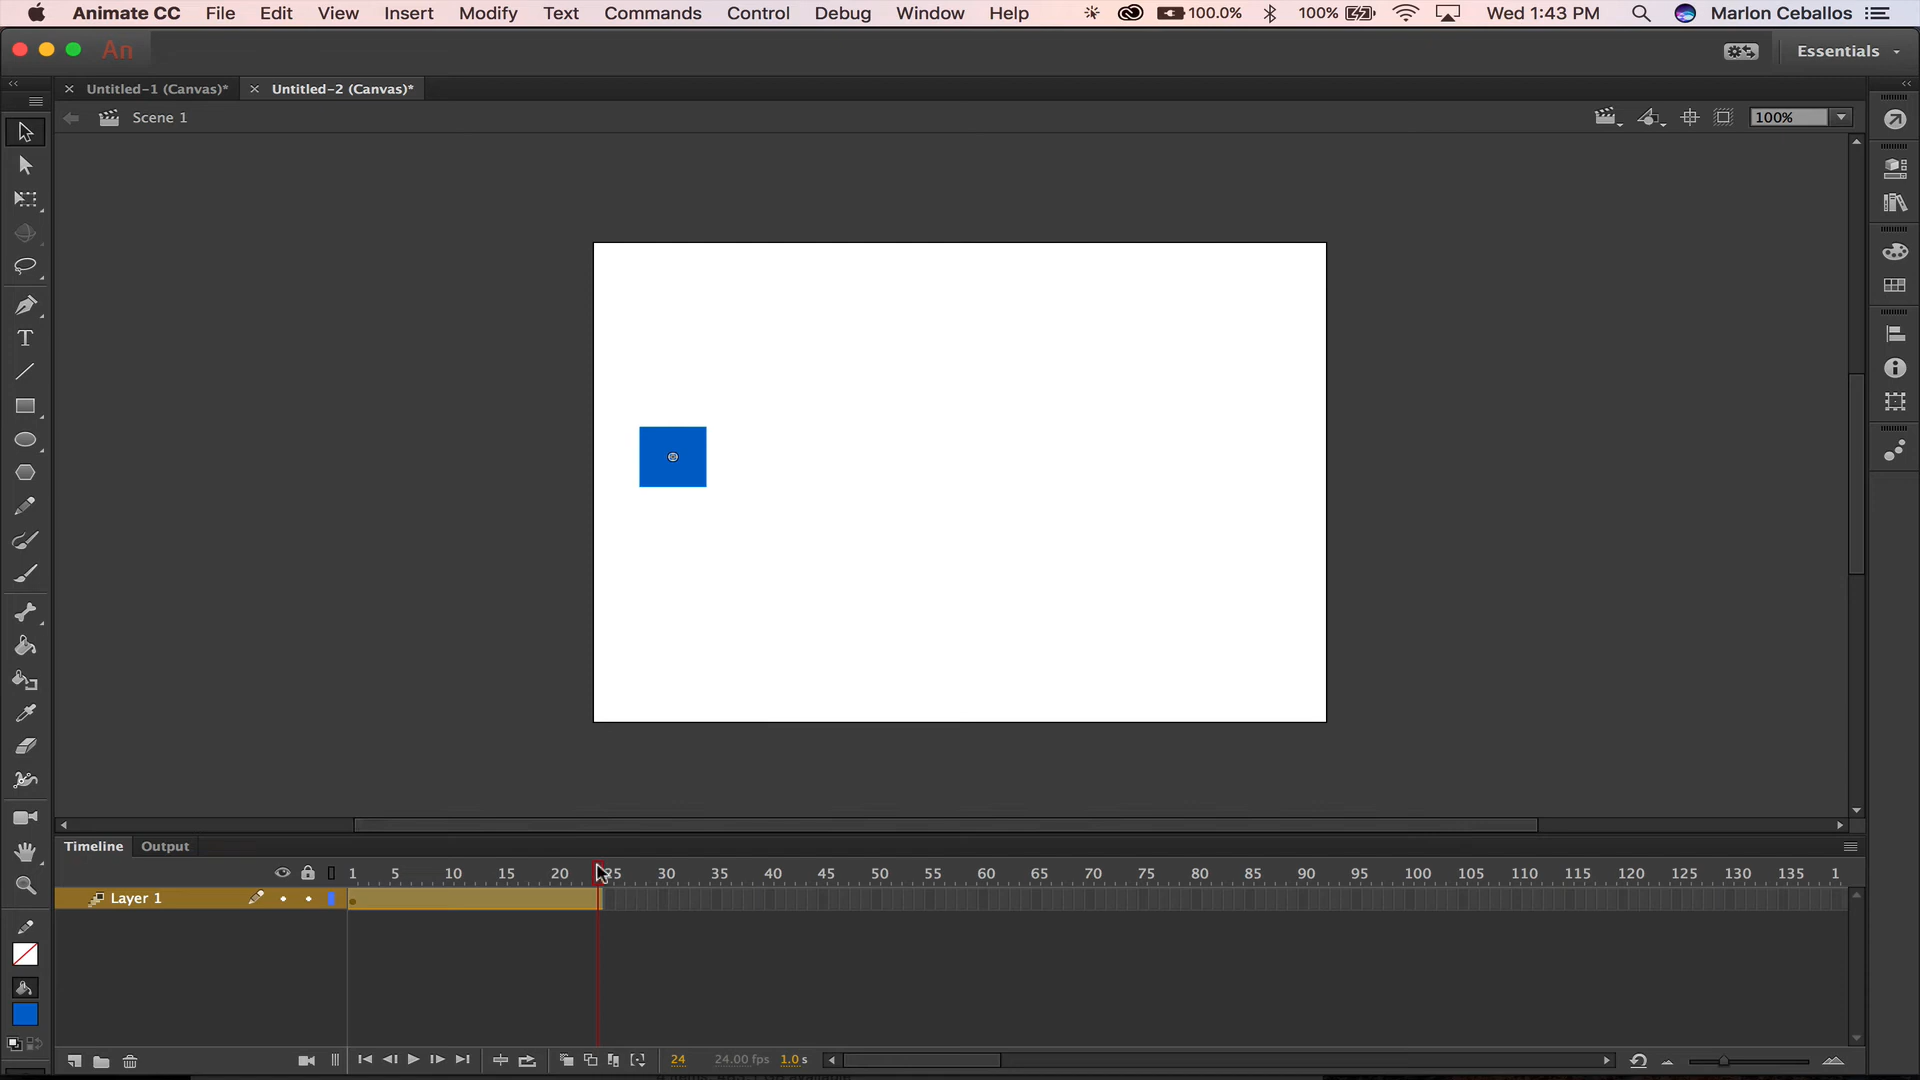 Animate CC File Edit View Insert Modify Text Commands Control Debug Window Help 100.0% 100% Wed 1:43 PM Marlon Ceballos
An Essentials
Untitled-1 (Canvas)* Untitled-2 (Canvas)*
Scene 1 100%
T
Timeline Output
1 5 10 15 20 25 30 35 40 45 50 55 60 65 70 75 80 85 90 95 100 105 110 115 120 125 130 135 1
Layer 1
24 24.00 fps 1.0 s